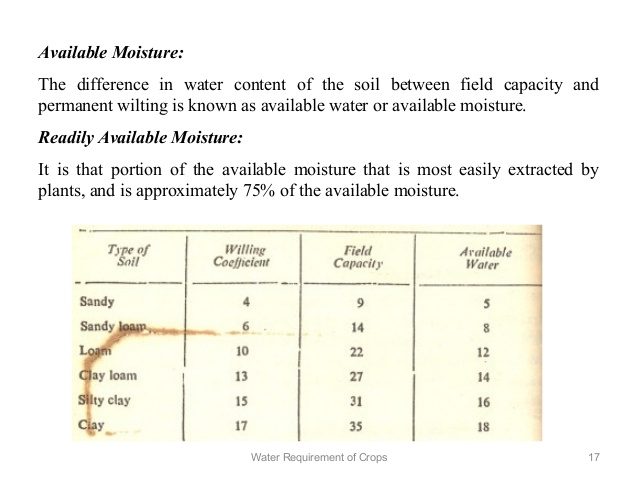 Available Moisture:
The difference in water content of the soil between field capacity and
permanent wilting is known as available water or available moisture.
Readily Available Moisture:
It is that portion of the available moisture that is most easily extracted by
plants, and is approximately 75% of the available moisture.
Type of Soil Willing Coefficient Field Capacity Available Water
Sandy 4 9 5
Sandy loam 6 14 8
Loam 10 22 12
Clay loam 13 27 14
Silty clay 15 31 16
Clay 17 35 18
Water Requirement of Crops 17